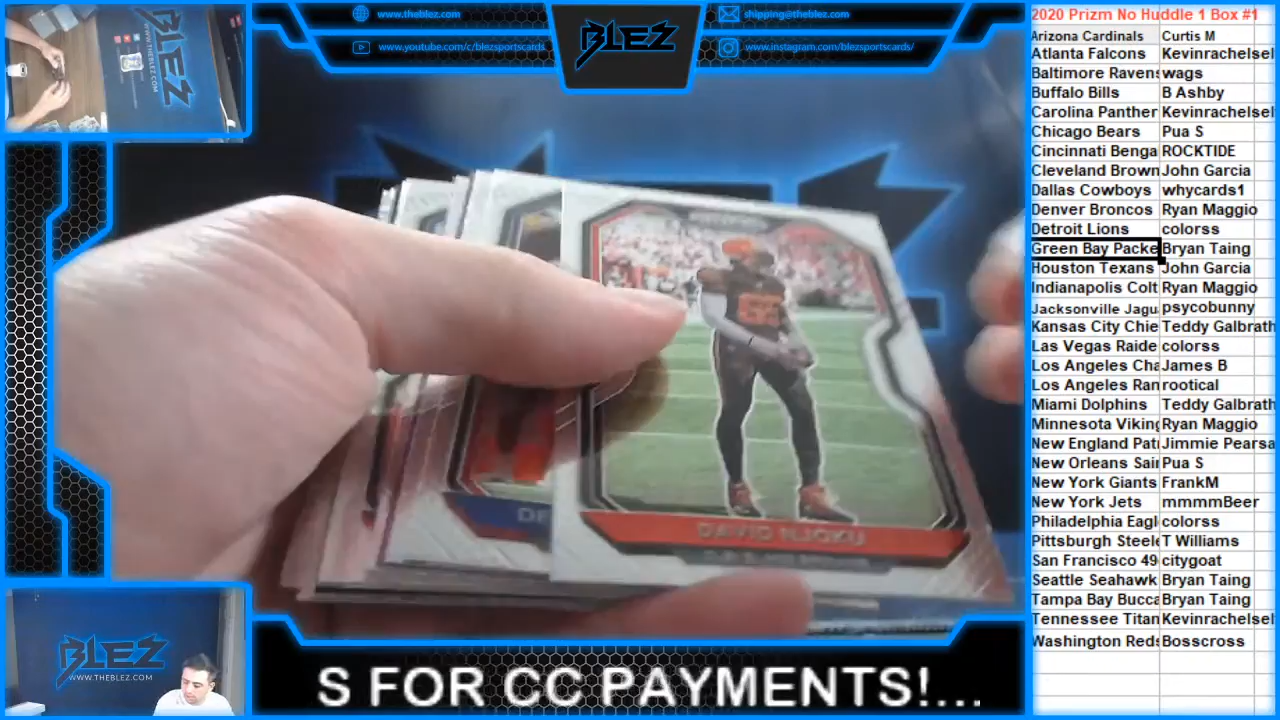 www.theblez.com
www.youtube.com/c/blezsportscards
BLEZ
shipping@theblez.com
www.instagram.com/blezsportscards/
2020 Prizm No Huddle 1 Box #1
Arizona Cardinals Curtis M
Atlanta Falcons Kevinrachelsel
Baltimore Ravens wags
Buffalo Bills B Ashby
Carolina Panther Kevinrachelsel
Chicago Bears Pua S
Cincinnati Benga ROCKTIDE
Cleveland Brown John Garcia
Dallas Cowboys whycards1
Denver Broncos Ryan Maggio
Detroit Lions colorss
Green Bay Packe Bryan Taing
Houston Texans John Garcia
Indianapolis Colt Ryan Maggio
Jacksonville Jagu psycobunny
Kansas City Chie Teddy Galbrath
Las Vegas Raide colorss
Los Angeles Cha James B
Los Angeles Ran rootical
Miami Dolphins Teddy Galbrath
Minnesota Viking Ryan Maggio
New England Pat Jimmie Pearsa
New Orleans Sai Pua S
New York Giants FrankM
New York Jets mmmmBeer
Philadelphia Eagl colorss
Pittsburgh Steele T Williams
San Francisco 49 citygoat
Seattle Seahawk Bryan Taing
Tampa Bay Bucca Bryan Taing
Tennessee Titan Kevinrachelsel
Washington Reds Bosscross
BLEZ
DE
DAVID NJOKU
BLEZ
WWW.THEBLEZ.COM
S FOR CC PAYMENTS!...